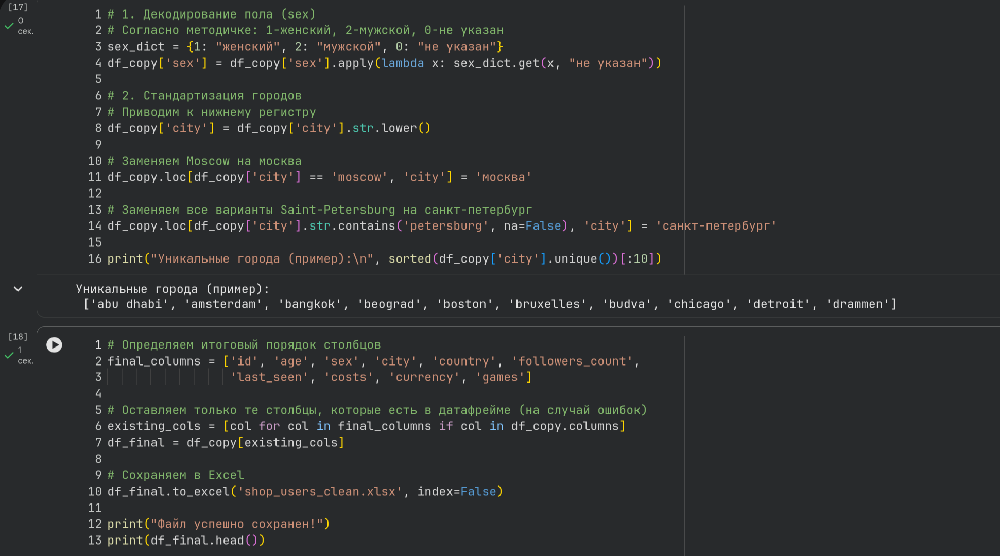 [17]
0
сек.
1 # 1. Декодирование пола (sex)
2 # Согласно методичке: 1-женский, 2-мужской, 0-не указан
3 sex_dict = {1: "женский", 2: "мужской", 0: "не указан"}
4 df_copy['sex'] = df_copy['sex'].apply(lambda x: sex_dict.get(x, "не указан"))
5
6 # 2. Стандартизация городов
7 # Приводим к нижнему регистру
8 df_copy['city'] = df_copy['city'].str.lower()
9
10 # Заменяем Moscow на москва
11 df_copy.loc[df_copy['city'] == 'moscow', 'city'] = 'москва'
12
13 # Заменяем все варианты Saint-Petersburg на санкт-петербург
14 df_copy.loc[df_copy['city'].str.contains('petersburg', na=False), 'city'] = 'санкт-петербург'
15
16 print("Уникальные города (пример):\n", sorted(df_copy['city'].unique())[:10])
Уникальные города (пример):
['abu dhabi', 'amsterdam', 'bangkok', 'beograd', 'boston', 'bruxelles', 'budva', 'chicago', 'detroit', 'drammen']
[18]
1
сек.
1 # Определяем итоговый порядок столбцов
2 final_columns = ['id', 'age', 'sex', 'city', 'country', 'followers_count',
3                  'last_seen', 'costs', 'currency', 'games']
4
5 # Оставляем только те столбцы, которые есть в датафрейме (на случай ошибок)
6 existing_cols = [col for col in final_columns if col in df_copy.columns]
7 df_final = df_copy[existing_cols]
8
9 # Сохраняем в Excel
10 df_final.to_excel('shop_users_clean.xlsx', index=False)
11
12 print("Файл успешно сохранен!")
13 print(df_final.head())